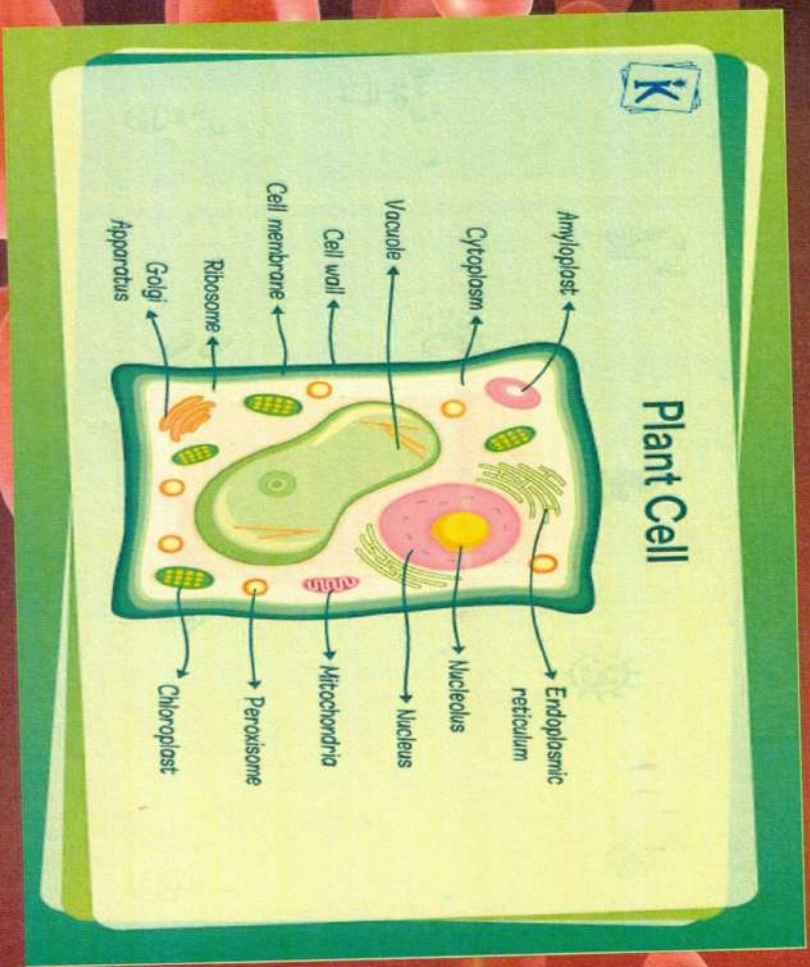 K
Plant Cell
Amyloplast
Cytoplasm
Vacuole
Cell wall
Cell membrane
Ribosome
Golgi
Apparatus
Endoplasmic
reticulum
Nucleolus
Nucleus
Mitochondria
Peroxisome
Chloroplast